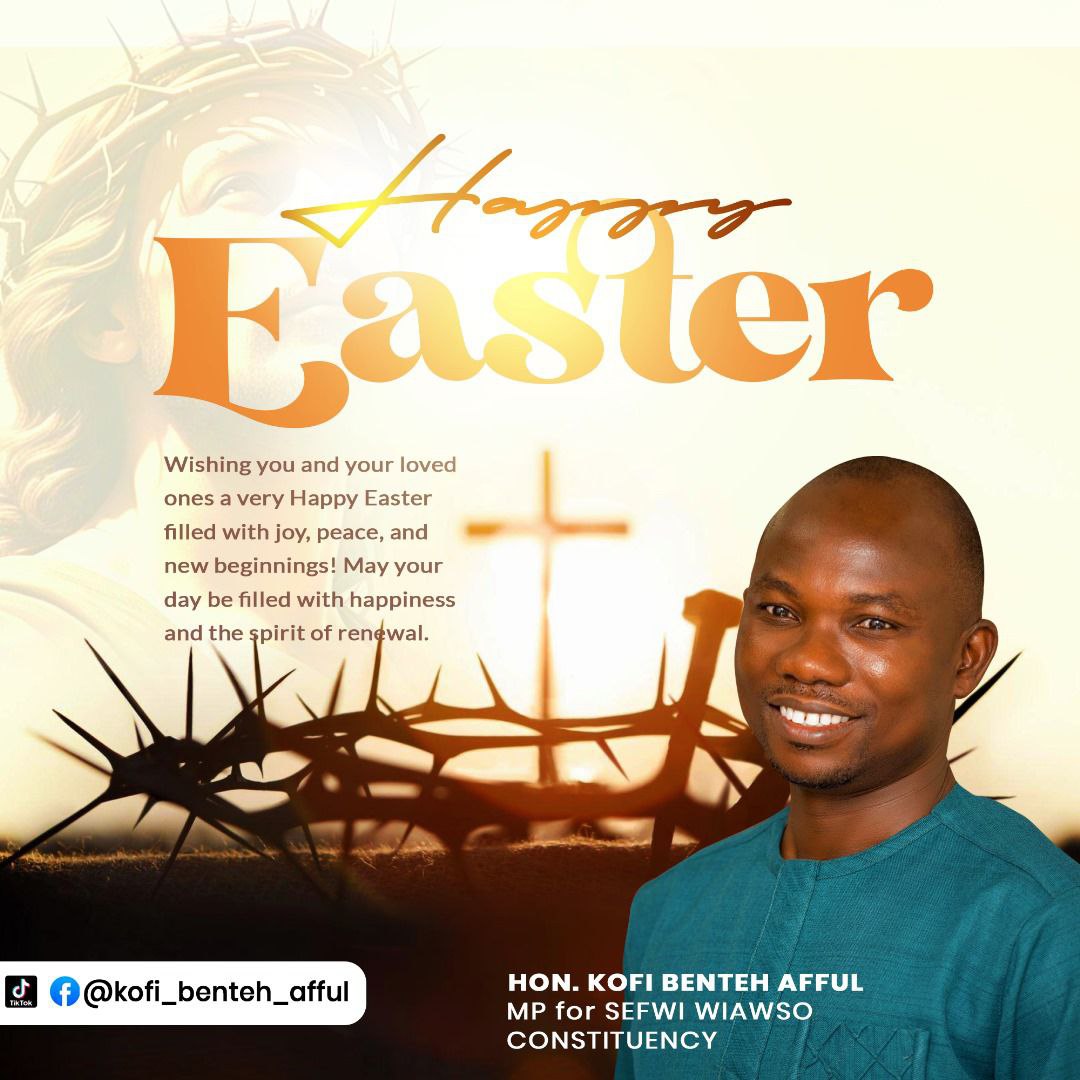 Happy
Easter
Wishing you and your loved
ones a very Happy Easter
filled with joy, peace, and
new beginnings! May your
day be filled with happiness
and the spirit of renewal.
TikTok
@kofi_benteh_afful
HON. KOFI BENTEH AFFUL
MP for SEFWI WIAWSO
CONSTITUENCY